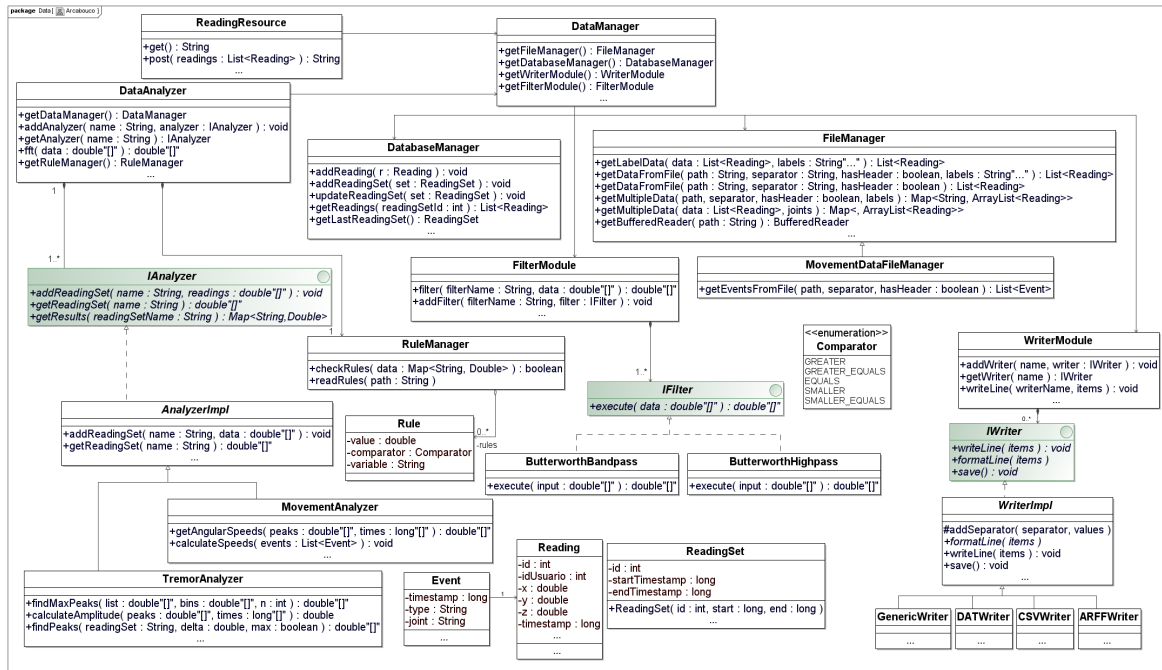 package Data [ Arcabouco ]
ReadingResource
+get() : String
+post( readings : List<Reading> ) : String
...
DataManager
+getFileManager() : FileManager
+getDatabaseManager() : DatabaseManager
+getWriterModule() : WriterModule
+getFilterModule() : FilterModule
...
DataAnalyzer
+getDataManager() : DataManager
+addAnalyzer( name : String, analyzer : IAnalyzer ) : void
+getAnalyzer( name : String ) : IAnalyzer
+fft( data : double"[]" ) : double"[]"
+getRuleManager() : RuleManager
...
DatabaseManager
+addReading( r : Reading ) : void
+addReadingSet( set : ReadingSet ) : void
+updateReadingSet( set : ReadingSet ) : void
+getReadings( readingSetId : int ) : List<Reading>
+getLastReadingSet() : ReadingSet
...
FileManager
+getLabelData( data : List<Reading>, labels : String"..." ) : List<Reading>
+getDataFromFile( path : String, separator : String, hasHeader : boolean, labels : String"..." ) : List<Reading>
+getDataFromFile( path : String, separator : String, hasHeader : boolean ) : List<Reading>
+getMultipleData( path, separator, hasHeader : boolean, labels ) : Map<String, ArrayList<Reading>>
+getMultipleData( data : List<Reading>, joints ) : Map<, ArrayList<Reading>>
+getBufferedReader( path : String ) : BufferedReader
...
1
1..*
IAnalyzer
+addReadingSet( name : String, readings : double"[]" ) : void
+getReadingSet( name : String ) : double"[]"
+getResults( readingSetName : String ) : Map<String,Double>
1
FilterModule
+filter( filterName : String, data : double"[]" ) : double"[]"
+addFilter( filterName : String, filter : IFilter ) : void
...
MovementDataFileManager
+getEventsFromFile( path, separator, hasHeader : boolean ) : List<Event>
RuleManager
+checkRules( data : Map<String, Double> ) : boolean
+readRules( path : String )
<<enumeration>>
Comparator
GREATER
GREATER_EQUALS
EQUALS
SMALLER
SMALLER_EQUALS
WriterModule
+addWriter( name, writer : IWriter ) : void
+getWriter( name ) : IWriter
+writeLine( writerName, items ) : void
...
1..*
IFilter
+execute( data : double"[]" ) : double"[]"
AnalyzerImpl
+addReadingSet( name : String, data : double"[]" ) : void
+getReadingSet( name : String ) : double"[]"
...
Rule
-value : double
-comparator : Comparator
-variable : String
0..*
-rules
0..*
IWriter
+writeLine( items ) : void
+formatLine( items )
+save() : void
ButterworthBandpass
+execute( input : double"[]" ) : double"[]"
ButterworthHighpass
+execute( input : double"[]" ) : double"[]"
MovementAnalyzer
+getAngularSpeeds( peaks : double"[]", times : long"[]" ) : double"[]"
+calculateSpeeds( events : List<Event> ) : void
...
WriterImpl
#addSeparator( separator, values )
+formatLine( items )
+writeLine( items ) : void
+save() : void
...
TremorAnalyzer
+findMaxPeaks( list : double"[]", bins : double"[]", n : int ) : double"[]"
+calculateAmplitude( peaks : double"[]", times : long"[]" ) : double
+findPeaks( readingSet : String, delta : double, max : boolean ) : double"[]"
...
Event
-timestamp : long
-type : String
-joint : String
...
1
Reading
-id : int
-idUsuario : int
-x : double
-y : double
-z : double
-timestamp : long
...
...
ReadingSet
-id : int
-startTimestamp : long
-endTimestamp : long
+ReadingSet( id : int, start : long, end : long )
...
GenericWriter
...
DATWriter
...
CSVWriter
...
ARFFWriter
...